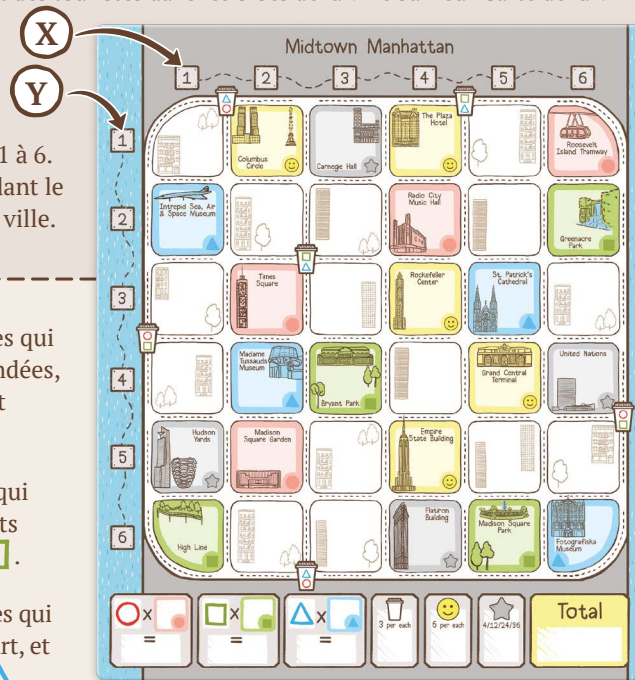 X
Y
Midtown Manhattan
1 2 3 4 5 6
1
Columbus
Circle
Carnegie Hall
The Plaza
Hotel
Roosevelt
Island Tramway
1 à 6.
lant le
ville.
2
Intrepid Sea, Air
& Space Museum
Radio City
Music Hall
Greenacre
Park
3
Times
Square
Rockefeller
Center
St. Patrick's
Cathedral
es qui
ndées,
t
4
Madame
Tussauds
Museum
Bryant Park
Grand Central
Terminal
United Nations
5
Hudson
Yards
Madison
Square Garden
Empire
State Building
qui
ts
.
6
High Line
Flatiron
Building
Madison Square
Park
Fotografiska
Museum
es qui
rt, et
x
=
x
=
x
=
3 per each
5 per each
4/12/24/36
Total